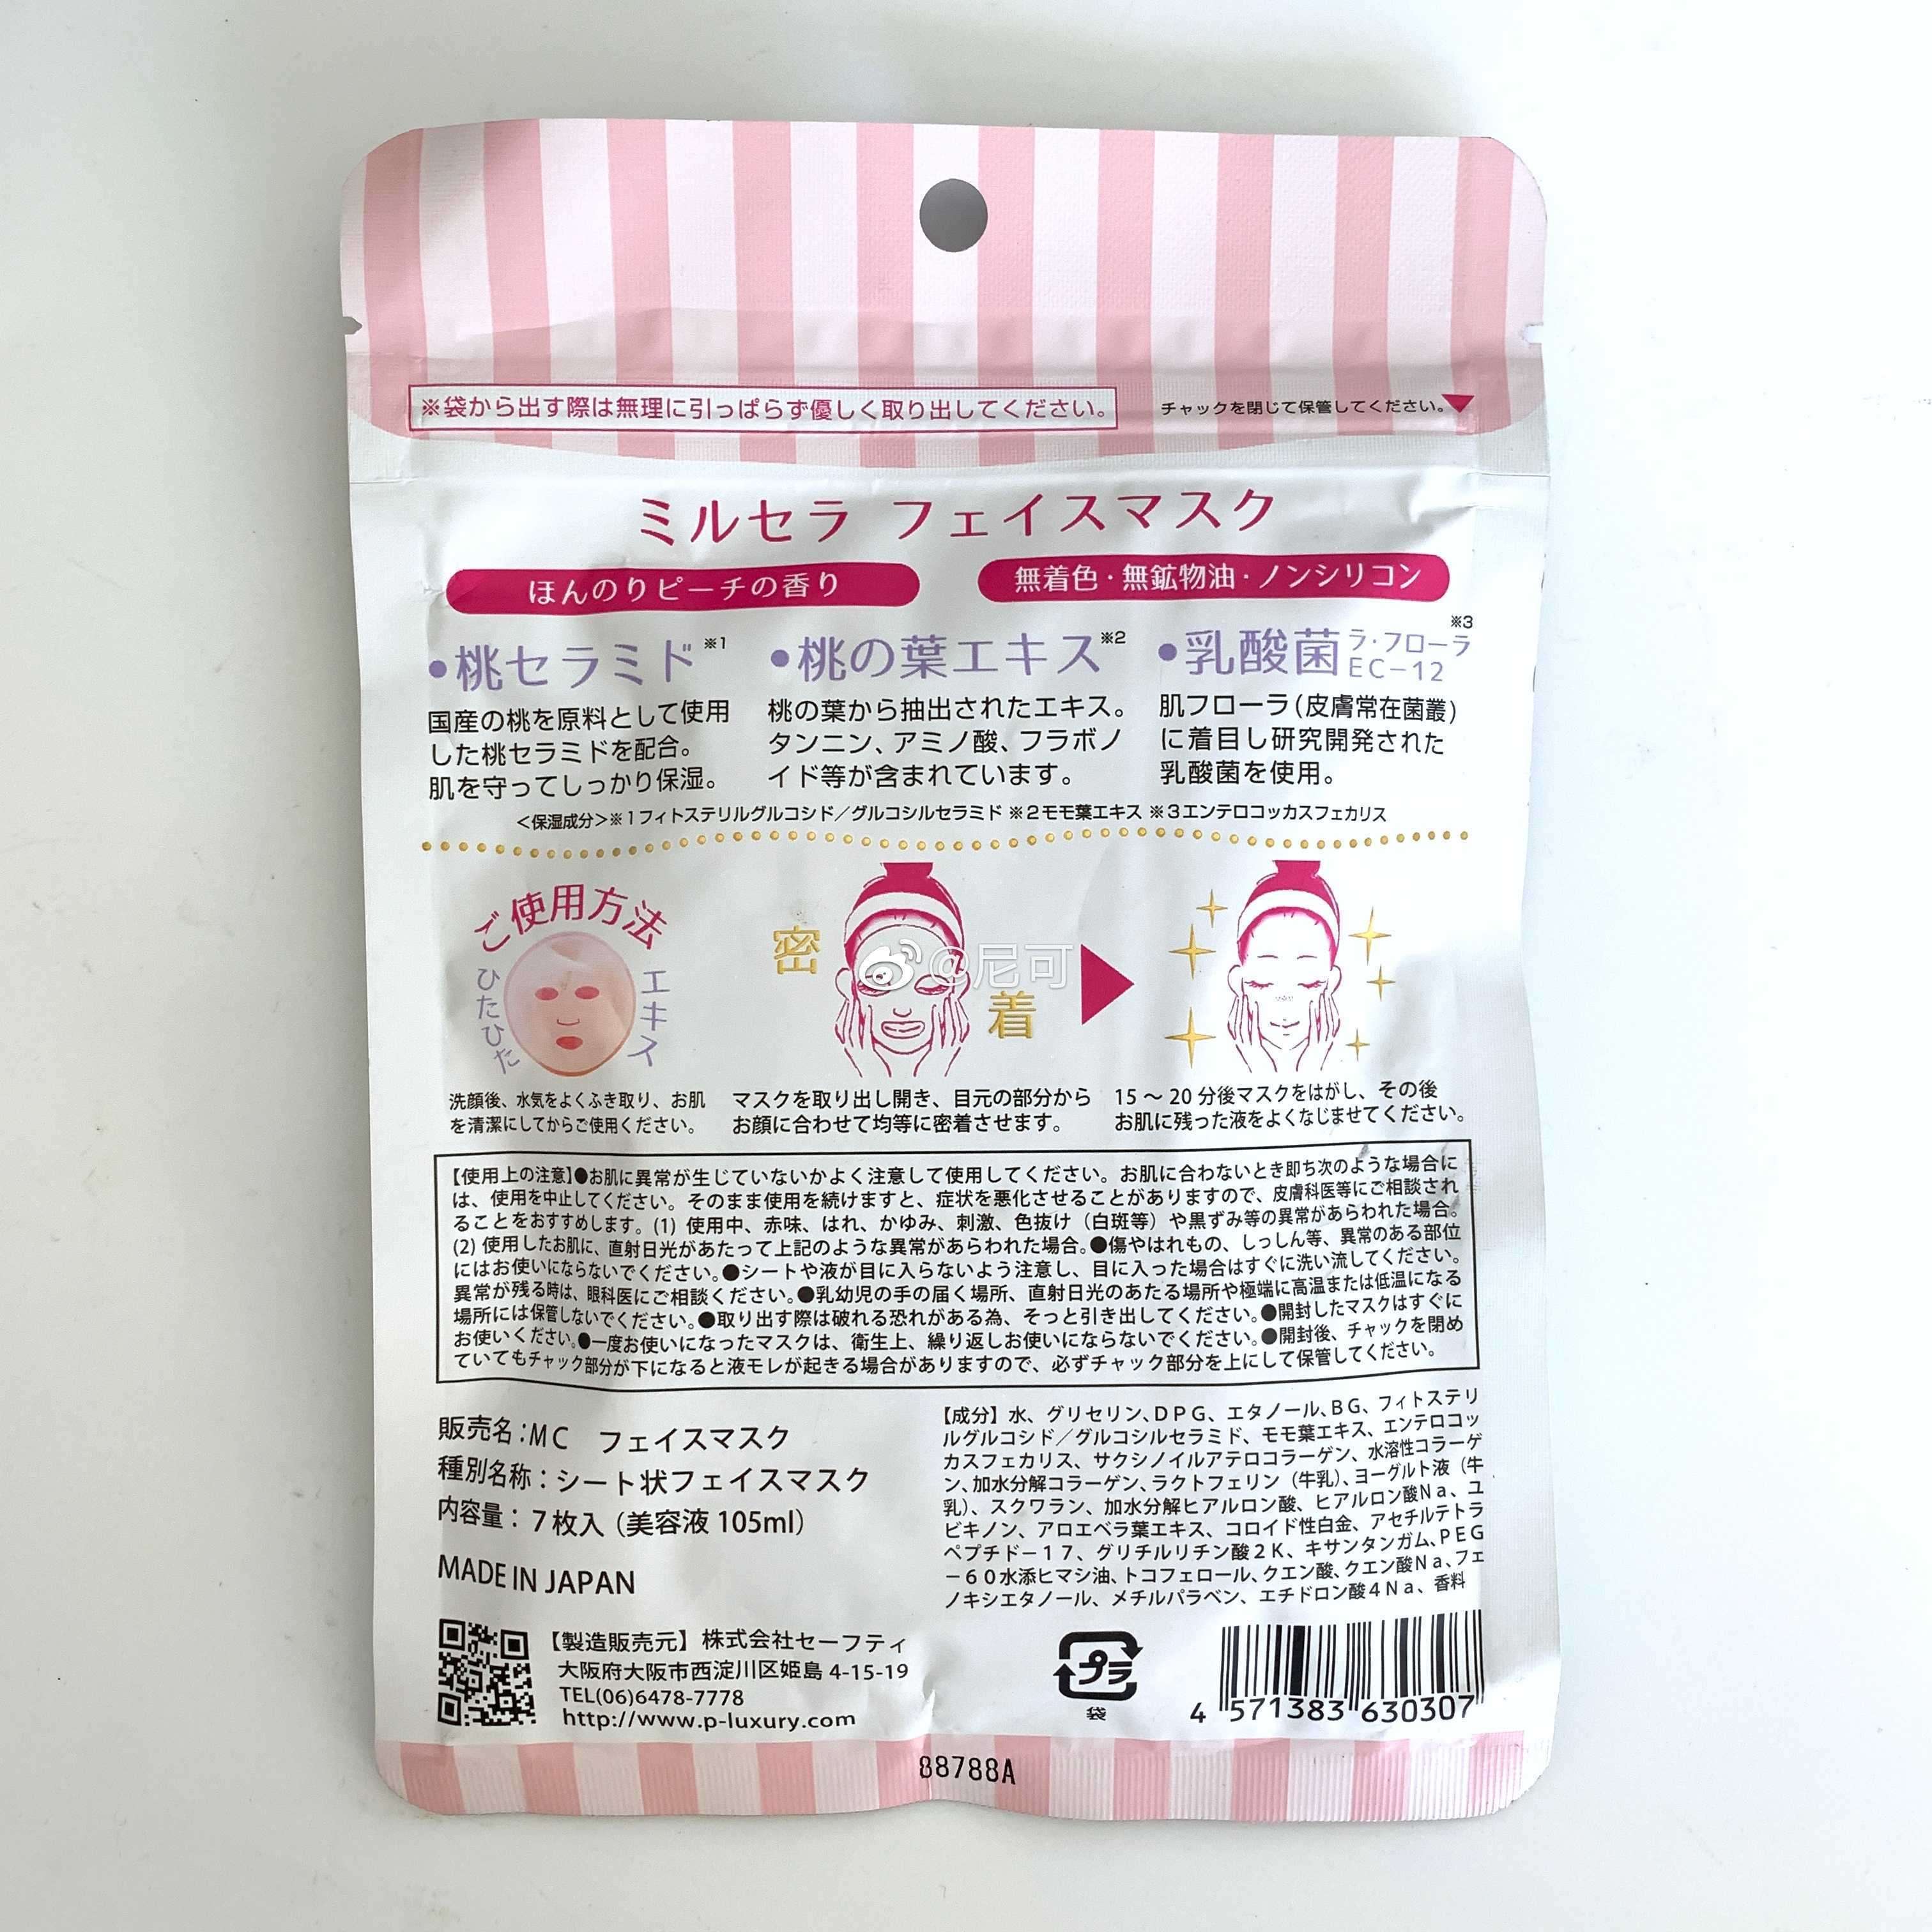 ※袋から出す際は無理に引っぱらず優しく取り出してください。
チャックを閉じて保管してください。
ミルセラ フェイスマスク
ほんのりピーチの香り
無着色・無鉱物油・ノンシリコン
●桃セラミド※1
国産の桃を原料として使用
した桃セラミドを配合。
肌を守ってしっかり保湿。
●桃の葉エキス※2
桃の葉から抽出されたエキス。
タンニン、アミノ酸、フラボノ
イド等が含まれています。
●乳酸菌 ラ・フローラ EC-12 ※3
肌フローラ(皮膚常在菌叢)
に着目し研究開発された
乳酸菌を使用。
<保湿成分>※1フィトステリルグルコシド／グルコシルセラミド ※2モモ葉エキス ※3エンテロコッカスフェカリス
ご使用方法
ひたひた
エキス
密
着
@尼可
洗顔後、水気をよくふき取り、お肌
を清潔にしてからご使用ください。
マスクを取り出し開き、目元の部分から
お顔に合わせて均等に密着させます。
15～20分後マスクをはがし、その後
お肌に残った液をよくなじませてください。
【使用上の注意】●お肌に異常が生じていないかよく注意して使用してください。お肌に合わないとき即ち次のような場合に
は、使用を中止してください。そのまま使用を続けますと、症状を悪化させることがありますので、皮膚科医等にご相談され
ることをおすすめします。(1) 使用中、赤味、はれ、かゆみ、刺激、色抜け（白斑等）や黒ずみ等の異常があらわれた場合。
(2) 使用したお肌に、直射日光があたって上記のような異常があらわれた場合。●傷やはれもの、しっしん等、異常のある部位
にはお使いにならないでください。●シートや液が目に入らないよう注意し、目に入った場合はすぐに洗い流してください。
異常が残る時は、眼科医にご相談ください。●乳幼児の手の届く場所、直射日光のあたる場所や極端に高温または低温になる
場所には保管しないでください。●取り出す際は破れる恐れがある為、そっと引き出してください。●開封したマスクはすぐに
お使いください。●一度お使いになったマスクは、衛生上、繰り返しお使いにならないでください。●開封後、チャックを閉め
ていてもチャック部分が下になると液モレが起きる場合がありますので、必ずチャック部分を上にして保管してください。
販売名：MC フェイスマスク
種別名称：シート状フェイスマスク
内容量：7枚入（美容液 105ml）
MADE IN JAPAN
【成分】水、グリセリン、DPG、エタノール、BG、フィトステリ
ルグルコシド／グルコシルセラミド、モモ葉エキス、エンテロコッ
カスフェカリス、サクシノイルアテロコラーゲン、水溶性コラーゲ
ン、加水分解コラーゲン、ラクトフェリン（牛乳）、ヨーグルト液（牛
乳）、スクワラン、加水分解ヒアルロン酸、ヒアルロン酸Na、ユ
ビキノン、アロエベラ葉エキス、コロイド性白金、アセチルテトラ
ペプチド－17、グリチルリチン酸2K、キサンタンガム、PEG
－60水添ヒマシ油、トコフェロール、クエン酸、クエン酸Na、フェ
ノキシエタノール、メチルパラベン、エチドロン酸4Na、香料
【製造販売元】株式会社セーフティ
大阪府大阪市西淀川区姫島 4-15-19
TEL(06)6478-7778
http://www.p-luxury.com
プラ
袋
4 571383 630307
88788A